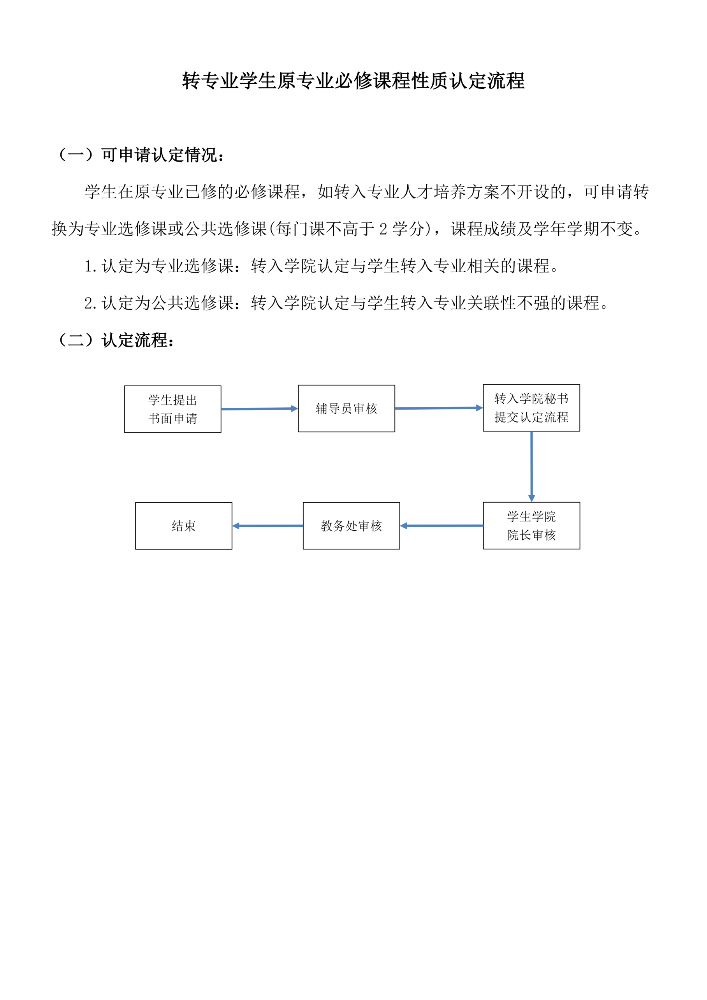 转专业学生原专业必修课程性质认定流程
（一）可申请认定情况：
学生在原专业已修的必修课程，如转入专业人才培养方案不开设的，可申请转
换为专业选修课或公共选修课(每门课不高于 2 学分)，课程成绩及学年学期不变。
1.认定为专业选修课：转入学院认定与学生转入专业相关的课程。
2.认定为公共选修课：转入学院认定与学生转入专业关联性不强的课程。
（二）认定流程：
学生提出
书面申请
辅导员审核
转入学院秘书
提交认定流程
学生学院
院长审核
教务处审核
结束